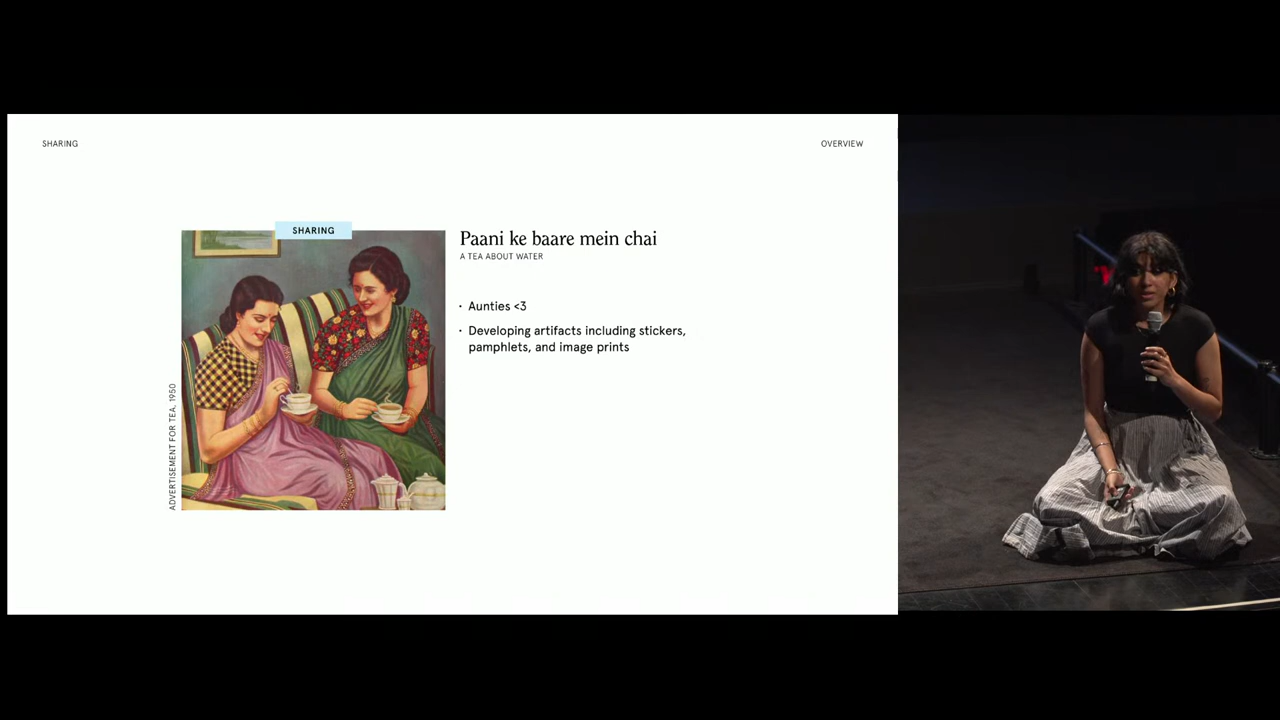 SHARING
OVERVIEW
SHARING
Paani ke baare mein chai
A TEA ABOUT WATER
· Aunties <3
· Developing artifacts including stickers,
pamphlets, and image prints
ADVERTISEMENT FOR TEA, 1950